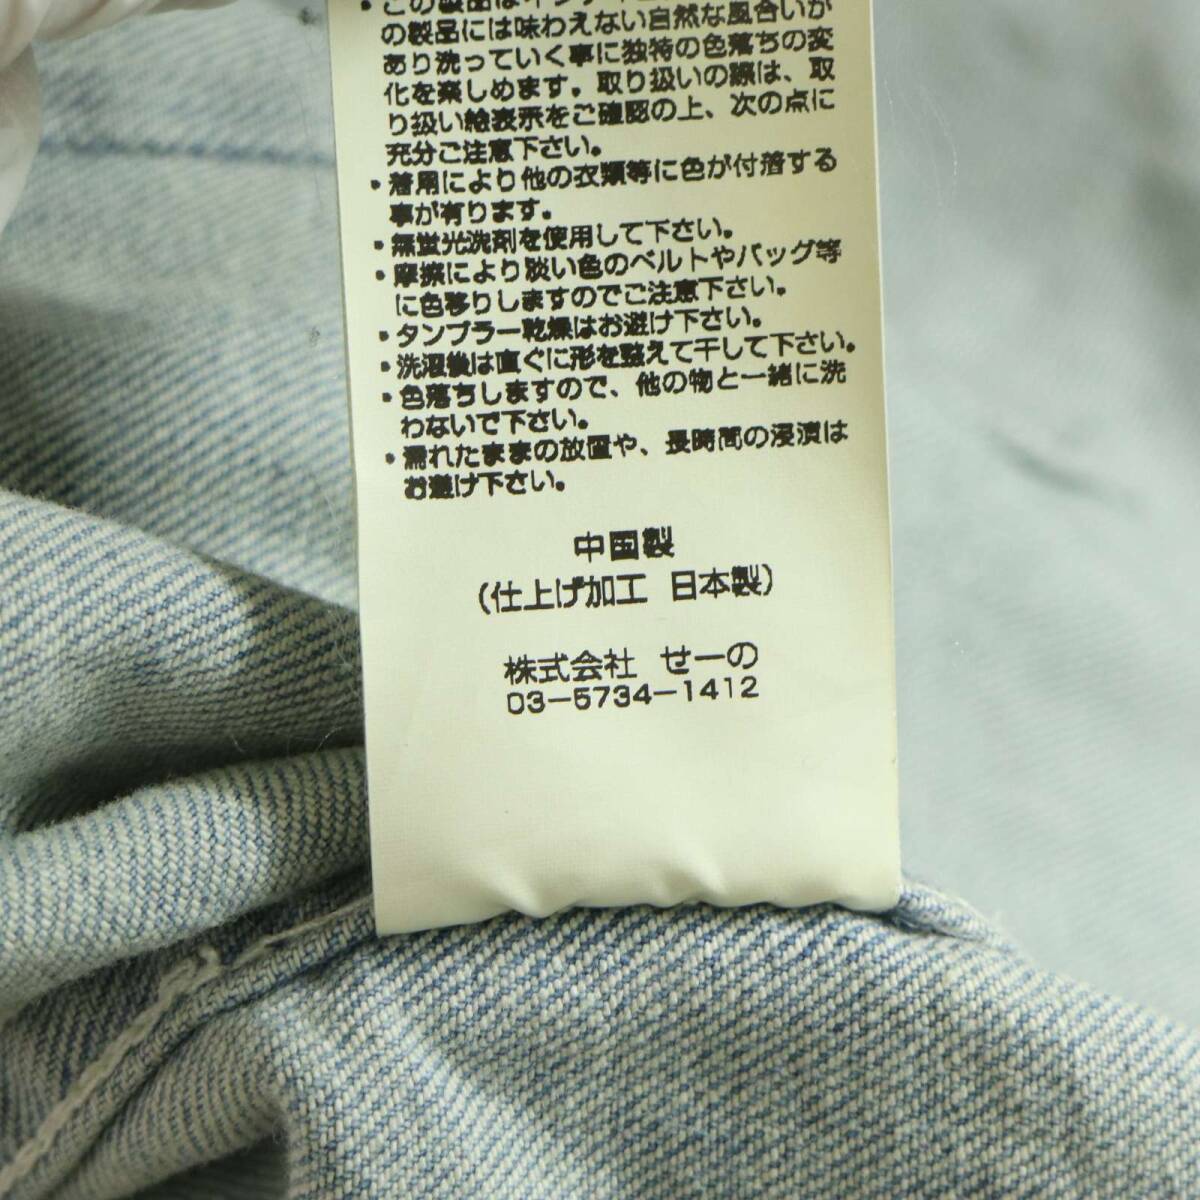 ・この製品は
の製品には味わえない自然な風合いが
あり洗っていく事に独特の色落ちの変
化を楽しめます。取り扱いの際は、取
り扱い絵表示をご確認の上、次の点に
充分ご注意下さい。
・着用により他の衣類等に色が付着する
事が有ります。
・無蛍光洗剤を使用して下さい。
・摩擦により淡い色のベルトやバッグ等
に色移りしますのでご注意下さい。
・タンブラー乾燥はお避け下さい。
・洗濯後は直ぐに形を整えて干して下さい。
・色落ちしますので、他の物と一緒に洗
わないで下さい。
・濡れたままの放置や、長時間の浸漬は
お避け下さい。
中国製
(仕上げ加工 日本製)
株式会社 せーの
03-5734-1412